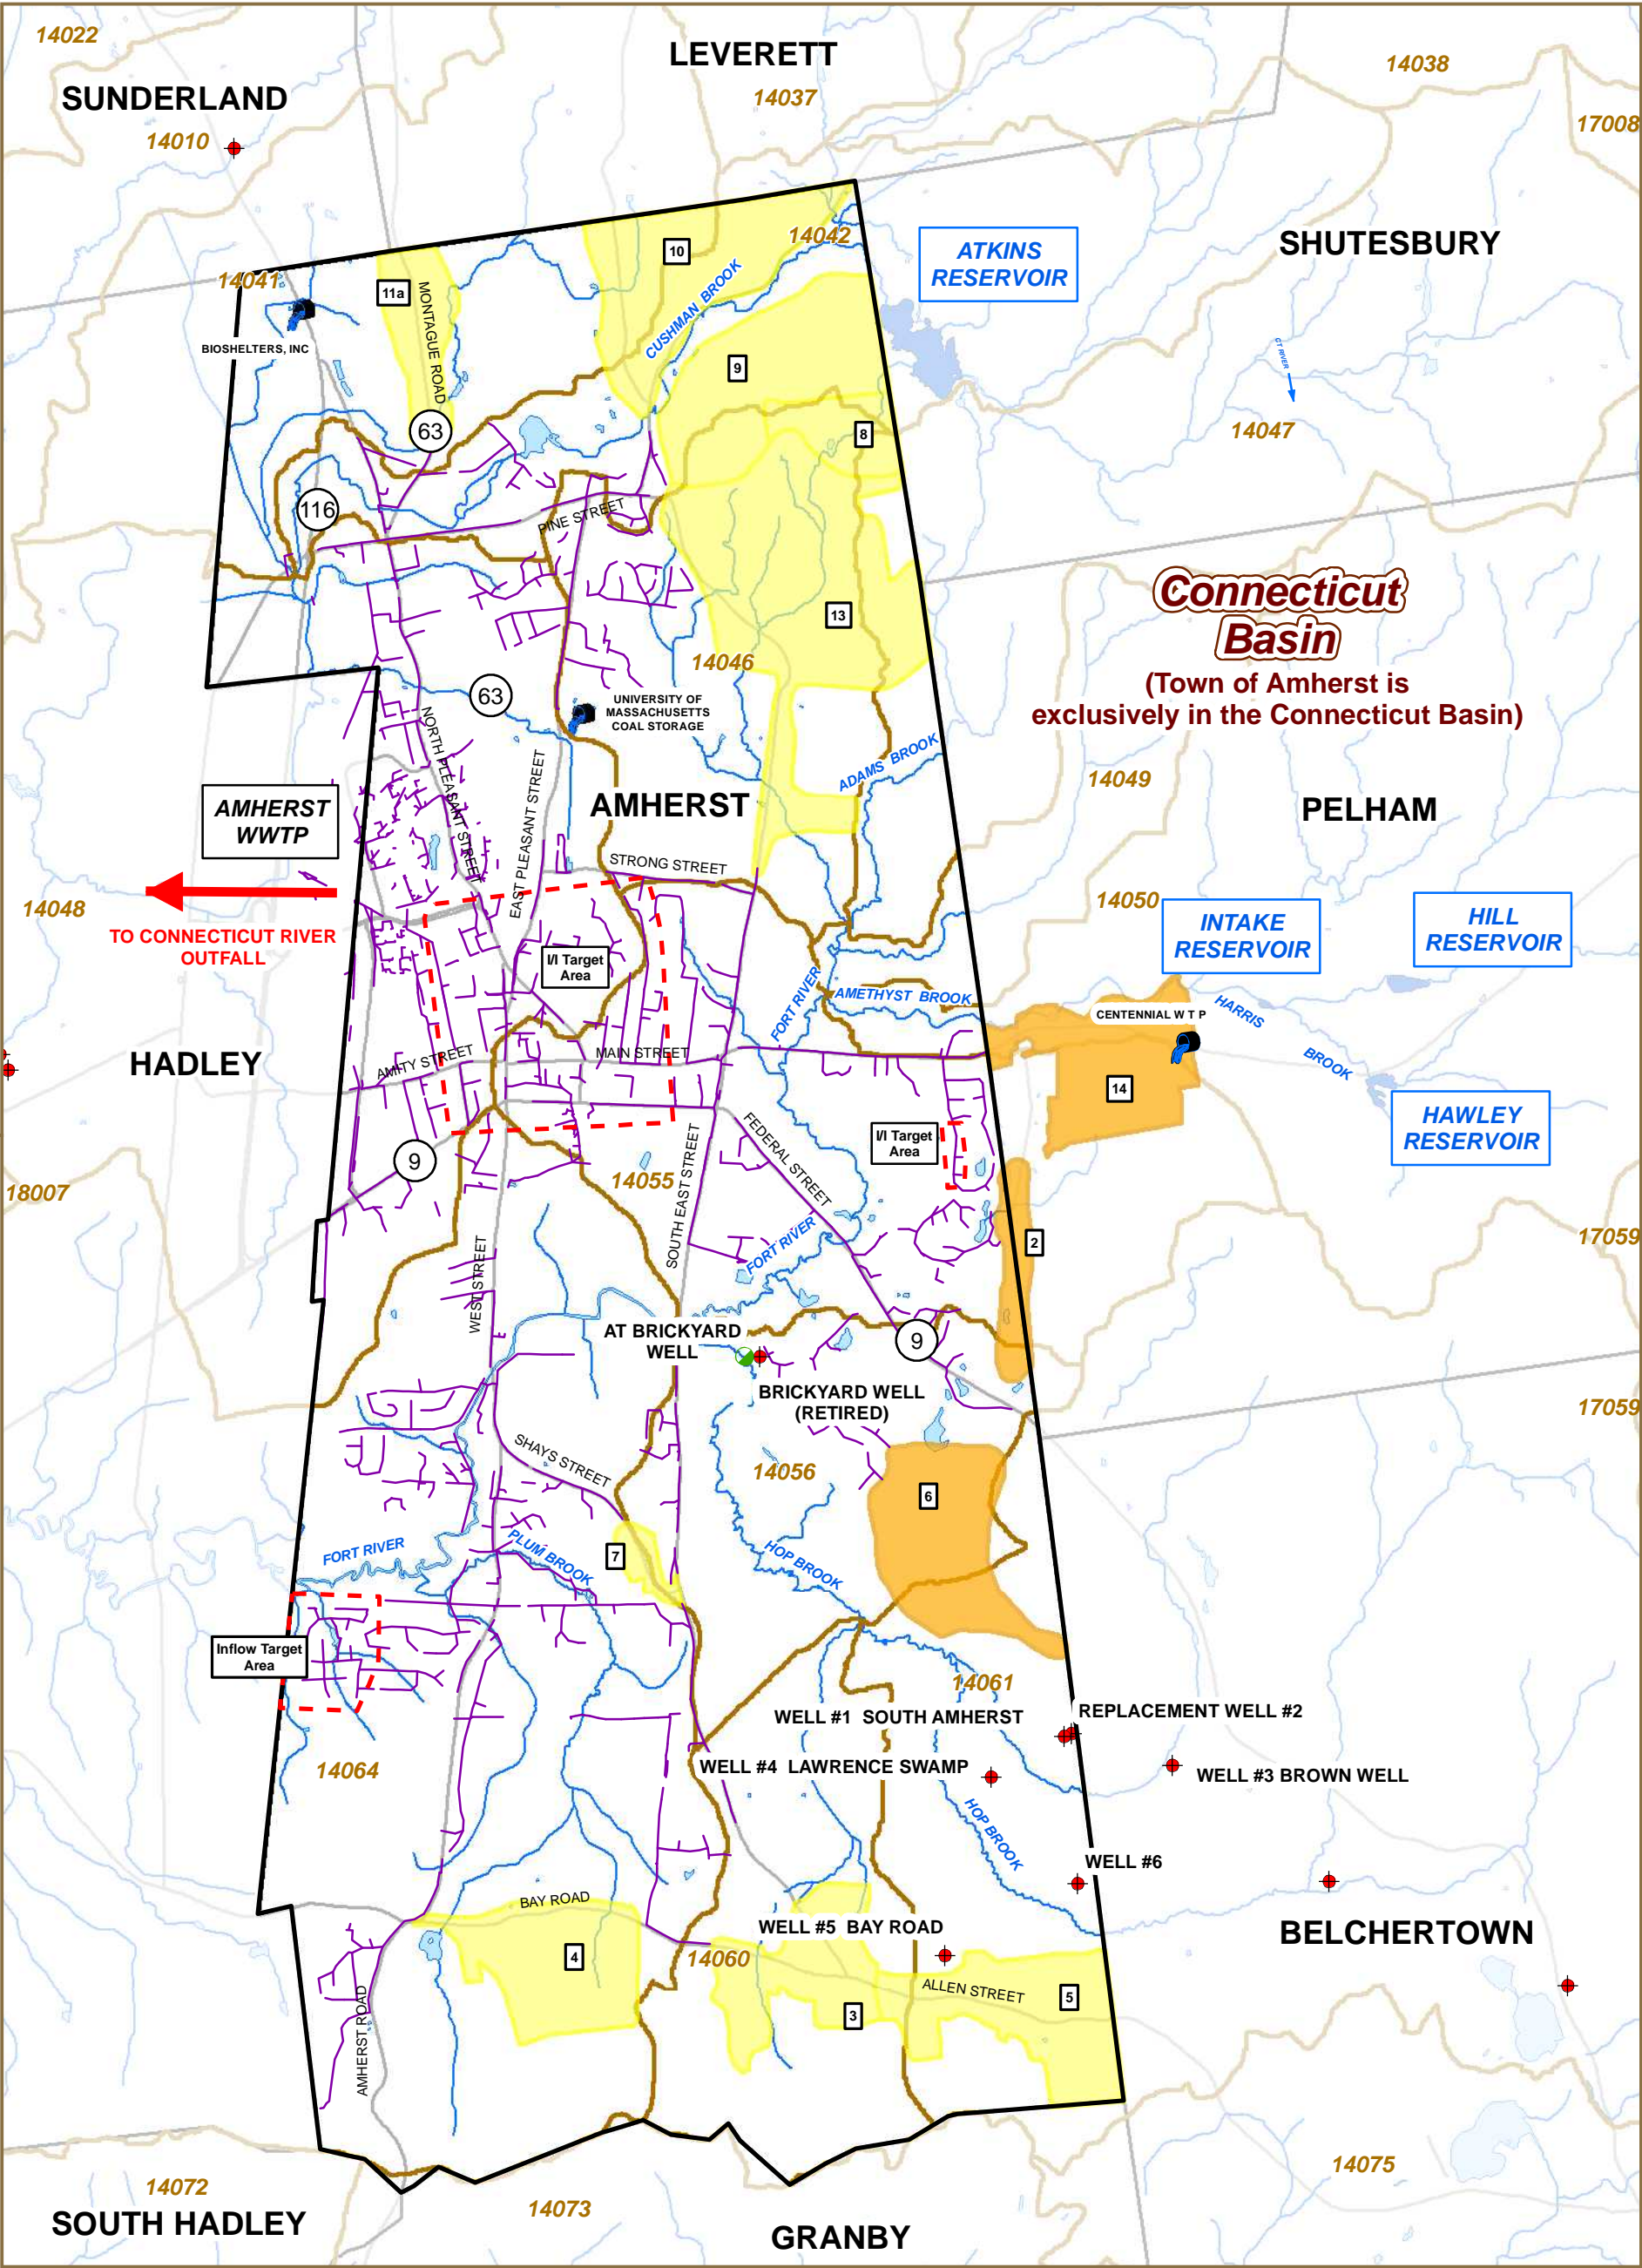 14022
LEVERETT
14038
SUNDERLAND
14037
17008
14010
14042
10
ATKINS
RESERVOIR
SHUTESBURY
14041
11a
MONTAGUE ROAD
CUSHMAN BROOK
BIOSHELTERS, INC
9
CT RIVER
63
8
14047
116
PINE STREET
Connecticut
Basin
(Town of Amherst is
exclusively in the Connecticut Basin)
13
14046
63
UNIVERSITY OF
MASSACHUSETTS
COAL STORAGE
NORTH PLEASANT STREET
EAST PLEASANT STREET
ADAMS BROOK
14049
AMHERST
WWTP
AMHERST
PELHAM
STRONG STREET
14048
14050
TO CONNECTICUT RIVER
OUTFALL
INTAKE
RESERVOIR
HILL
RESERVOIR
I/I Target
Area
FORT RIVER
AMETHYST BROOK
CENTENNIAL W T P
HARRIS
BROOK
HADLEY
AMITY STREET
MAIN STREET
14
HAWLEY
RESERVOIR
FEDERAL STREET
I/I Target
Area
9
14055
SOUTH EAST STREET
18007
2
17059
WEST STREET
FORT RIVER
AT BRICKYARD
WELL
9
BRICKYARD WELL
(RETIRED)
17059
SHAYS STREET
14056
6
FORT RIVER
PLUM BROOK
7
HOP BROOK
Inflow Target
Area
14061
WELL #1 SOUTH AMHERST
REPLACEMENT WELL #2
14064
WELL #4 LAWRENCE SWAMP
WELL #3 BROWN WELL
HOP BROOK
WELL #6
BAY ROAD
WELL #5 BAY ROAD
BELCHERTOWN
4
14060
ALLEN STREET
5
3
AMHERST ROAD
14072
14075
SOUTH HADLEY
14073
GRANBY